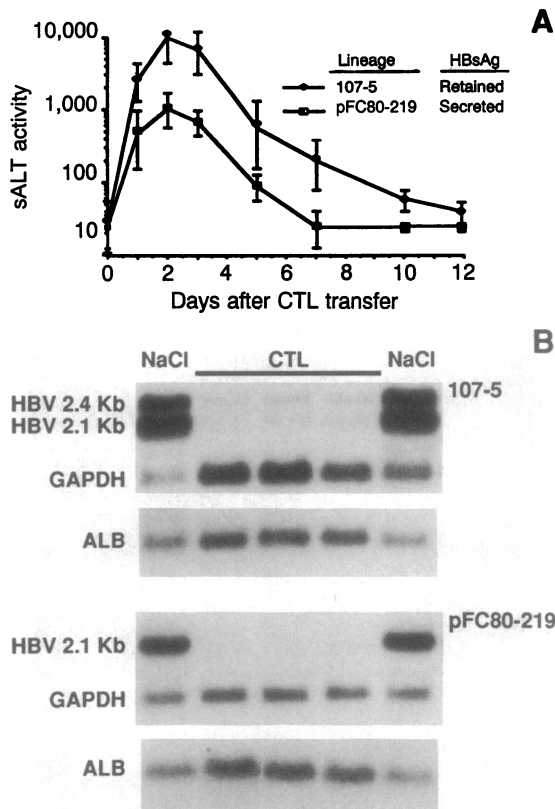 A
10,000
1,000
100
10
sALT activity
Lineage HBsAg
107-5 Retained
pFC80-219 Secreted
0 2 4 6 8 10 12
Days after CTL transfer
B
NaCl CTL NaCl
107-5
HBV 2.4 Kb
HBV 2.1 Kb
GAPDH
ALB
pFC80-219
HBV 2.1 Kb
GAPDH
ALB